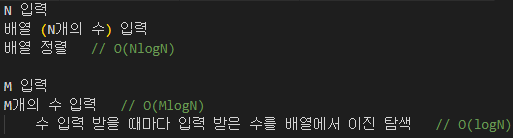 N 입력
배열 (N개의 수) 입력
배열 정렬 // O(NlogN)
M 입력
M개의 수 입력 // O(MlogN)
수 입력 받을 때마다 입력 받은 수를 배열에서 이진 탐색 // O(logN)